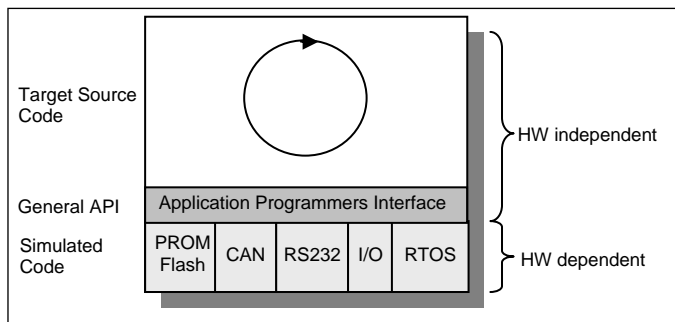 Target Source
Code
HW independent
General API
Application Programmers Interface
Simulated
Code
PROM
Flash
CAN
RS232
I/O
RTOS
HW dependent